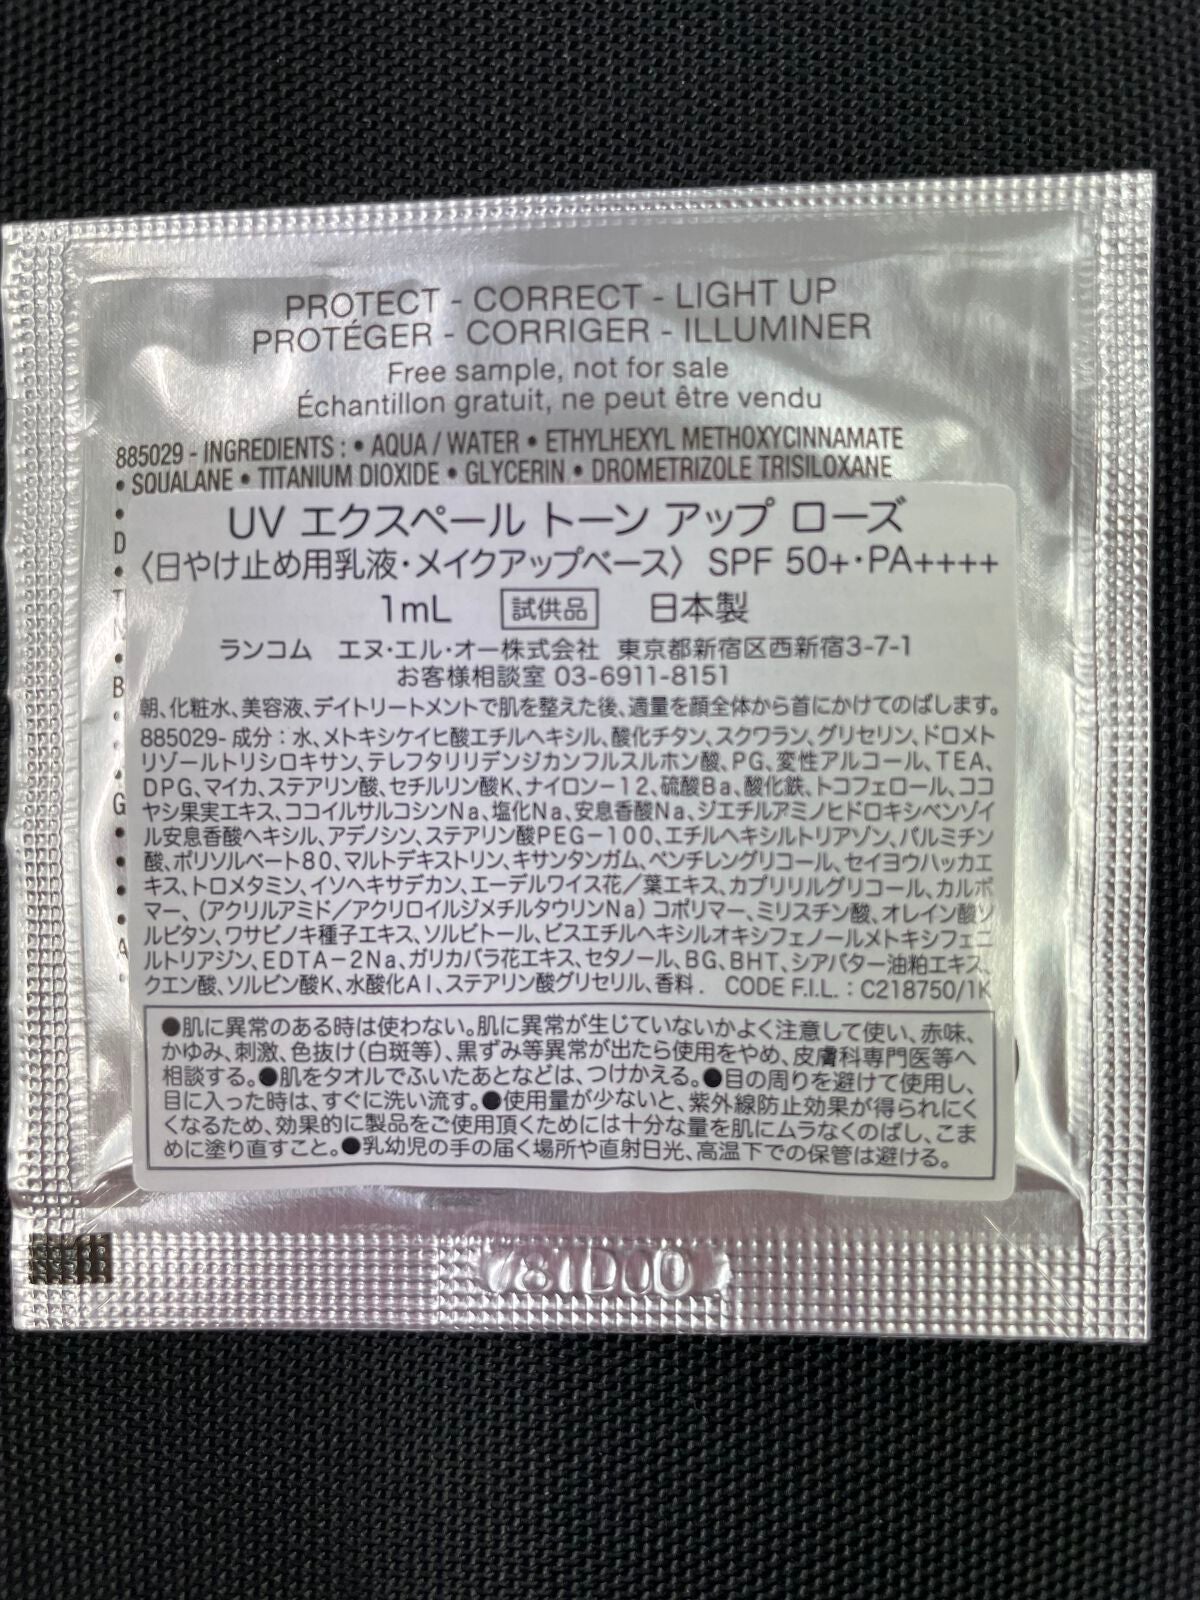 PROTECT - CORRECT - LIGHT UP
PROTÉGER - CORRIGER - ILLUMINER
Free sample, not for sale
Échantillon gratuit, ne peut être vendu
885029 - INGREDIENTS : • AQUA / WATER • ETHYLHEXYL METHOXYCINNAMATE
• SQUALANE • TITANIUM DIOXIDE • GLYCERIN • DROMETRIZOLE TRISILOXANE
UV エクスペール トーン アップ ローズ
〈日やけ止め用乳液・メイクアップベース〉 SPF 50+・PA++++
1mL 試供品 日本製
ランコム エヌ・エル・オー株式会社 東京都新宿区西新宿3-7-1
お客様相談室 03-6911-8151
朝、化粧水、美容液、デイトリートメントで肌を整えた後、適量を顔全体から首にかけてのばします。
885029- 成分：水、メトキシケイヒ酸エチルヘキシル、酸化チタン、スクワラン、グリセリン、ドロメト
リゾールトリシロキサン、テレフタリリデンジカンフルスルホン酸、PG、変性アルコール、TEA、
DPG、マイカ、ステアリン酸、セチルリン酸K、ナイロン－12、硫酸Ba、酸化鉄、トコフェロール、ココ
ヤシ果実エキス、ココイルサルコシンNa、塩化Na、安息香酸Na、ジエチルアミノヒドロキシベンゾイ
ル安息香酸ヘキシル、アデノシン、ステアリン酸PEG－100、エチルヘキシルトリアゾン、パルミチン
酸、ポリソルベート80、マルトデキストリン、キサンタンガム、ペンチレングリコール、セイヨウハッカエ
キス、トロメタミン、イソヘキサデカン、エーデルワイス花／葉エキス、カプリリルグリコール、カルボ
マー、（アクリルアミド／アクリロイルジメチルタウリンNa）コポリマー、ミリスチン酸、オレイン酸ソ
ルビタン、ワサビノキ種子エキス、ソルビトール、ビスエチルヘキシルオキシフェノールメトキシフェニ
ルトリアジン、EDTA－2Na、ガリカバラ花エキス、セタノール、BG、BHT、シアバター油粕エキス、
クエン酸、ソルビン酸K、水酸化Al、ステアリン酸グリセリル、香料． CODE F.I.L. : C218750/1K
●肌に異常のある時は使わない。肌に異常が生じていないかよく注意して使い、赤味、
かゆみ、刺激、色抜け（白斑等）、黒ずみ等異常が出たら使用をやめ、皮膚科専門医等へ
相談する。●肌をタオルでふいたあとなどは、つけかえる。●目の周りを避けて使用し、
目に入った時は、すぐに洗い流す。●使用量が少ないと、紫外線防止効果が得られにく
くなるため、効果的に製品をご使用頂くためには十分な量を肌にムラなくのばし、こま
めに塗り直すこと。●乳幼児の手の届く場所や直射日光、高温下での保管は避ける。